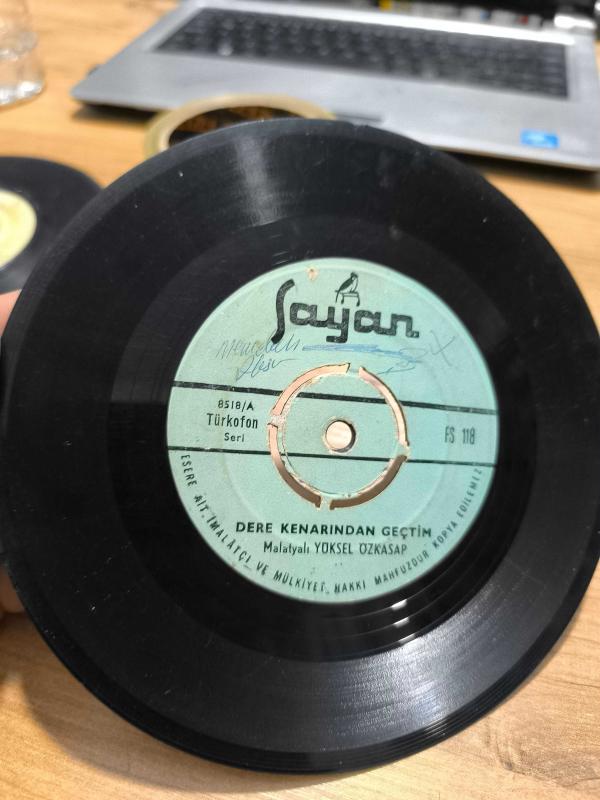 Sayan
8518/A
Türkofon
Seri
FS 118
DERE KENARINDAN GEÇTİM
Malatyalı YÜKSEL ÖZKASAP
ESERE AİT İMALATÇI VE MÜLKİYET HAKKI MAHFUZDUR KOPYA EDİLEMEZ